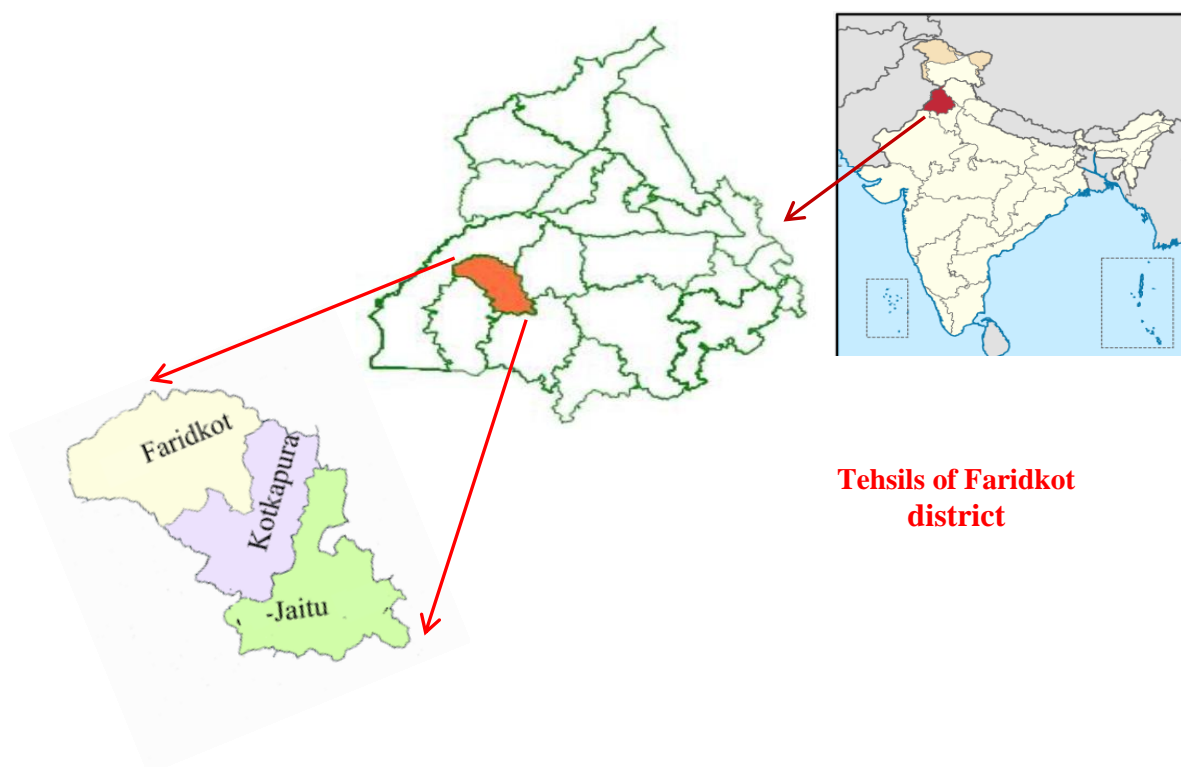 Faridkot
Kotkapura
-Jaitu
Tehsils of Faridkot
district